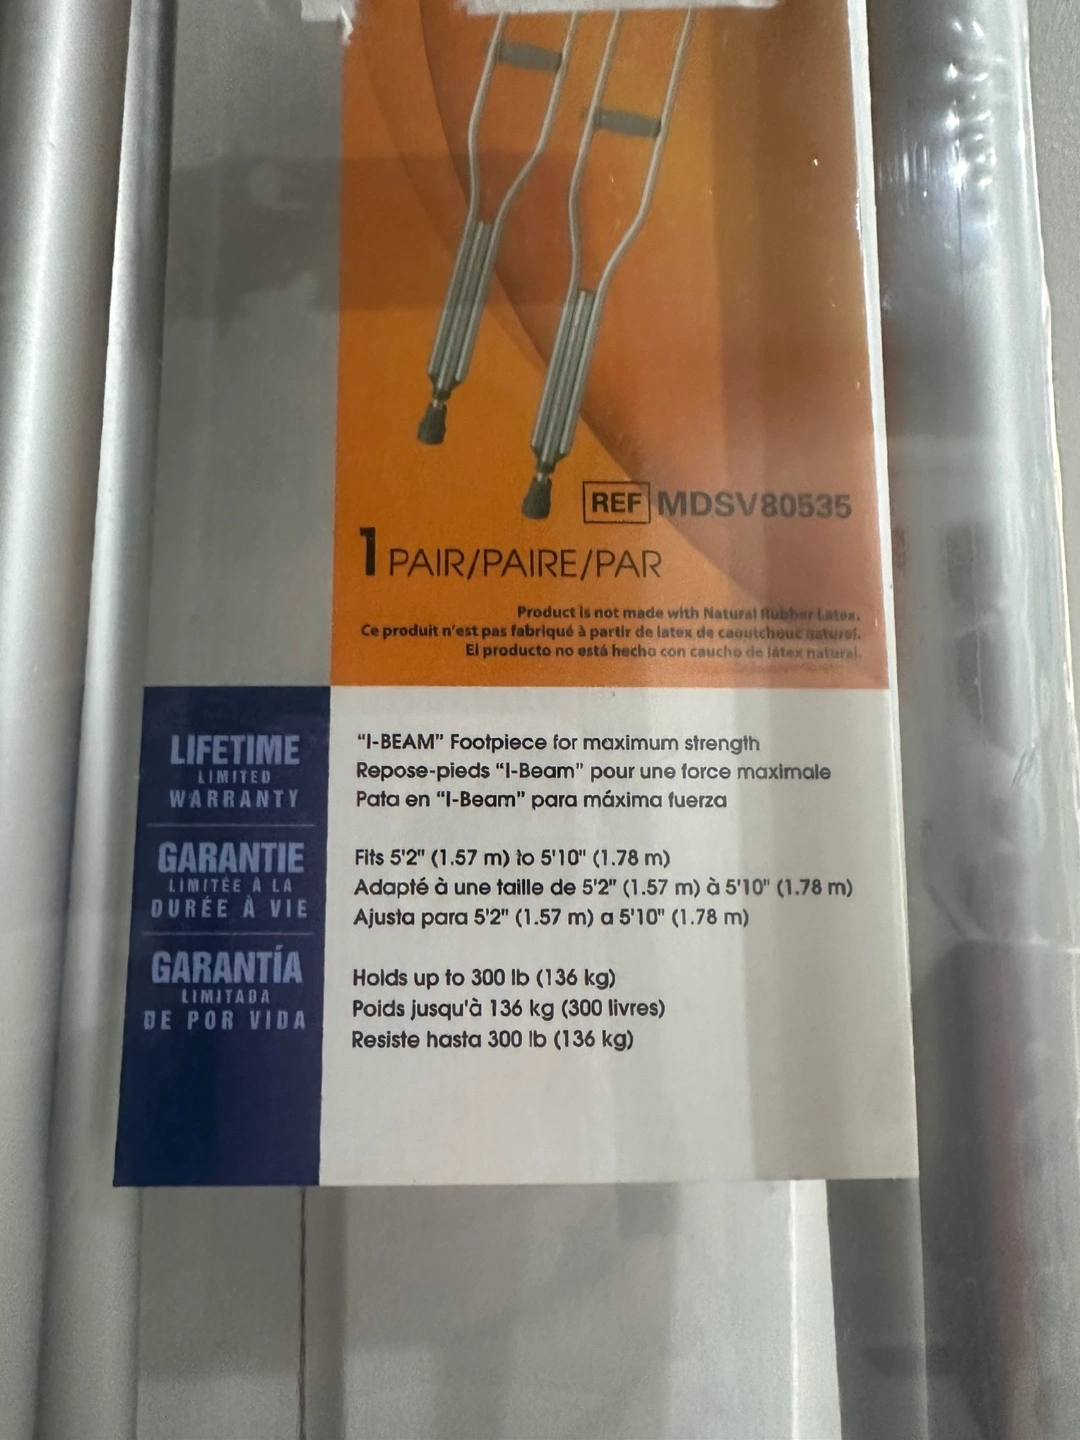 REF MDSV80535
1 PAIR/PAIRE/PAR
Product is not made with Natural Rubber Latex.
Ce produit n'est pas fabriqué à partir de latex de caoutchouc naturel.
El producto no está hecho con caucho de látex natural.
LIFETIME
LIMITED
WARRANTY
GARANTIE
LIMITÉE À LA
DURÉE À VIE
GARANTÍA
LIMITADA
DE POR VIDA
"I-BEAM" Footpiece for maximum strength
Repose-pieds "I-Beam" pour une force maximale
Pata en "I-Beam" para máxima fuerza
Fits 5'2" (1.57 m) to 5'10" (1.78 m)
Adapté à une taille de 5'2" (1.57 m) à 5'10" (1.78 m)
Ajusta para 5'2" (1.57 m) a 5'10" (1.78 m)
Holds up to 300 lb (136 kg)
Poids jusqu'à 136 kg (300 livres)
Resiste hasta 300 lb (136 kg)